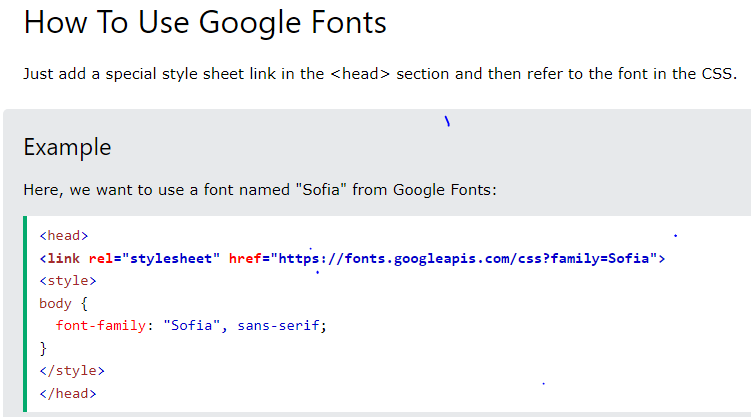 How To Use Google Fonts
Just add a special style sheet link in the <head> section and then refer to the font in the CSS.
Example
Here, we want to use a font named "Sofia" from Google Fonts:
<head>
<link rel="stylesheet" href="https://fonts.googleapis.com/css?family=Sofia">
<style>
body {
  font-family: "Sofia", sans-serif;
}
</style>
</head>